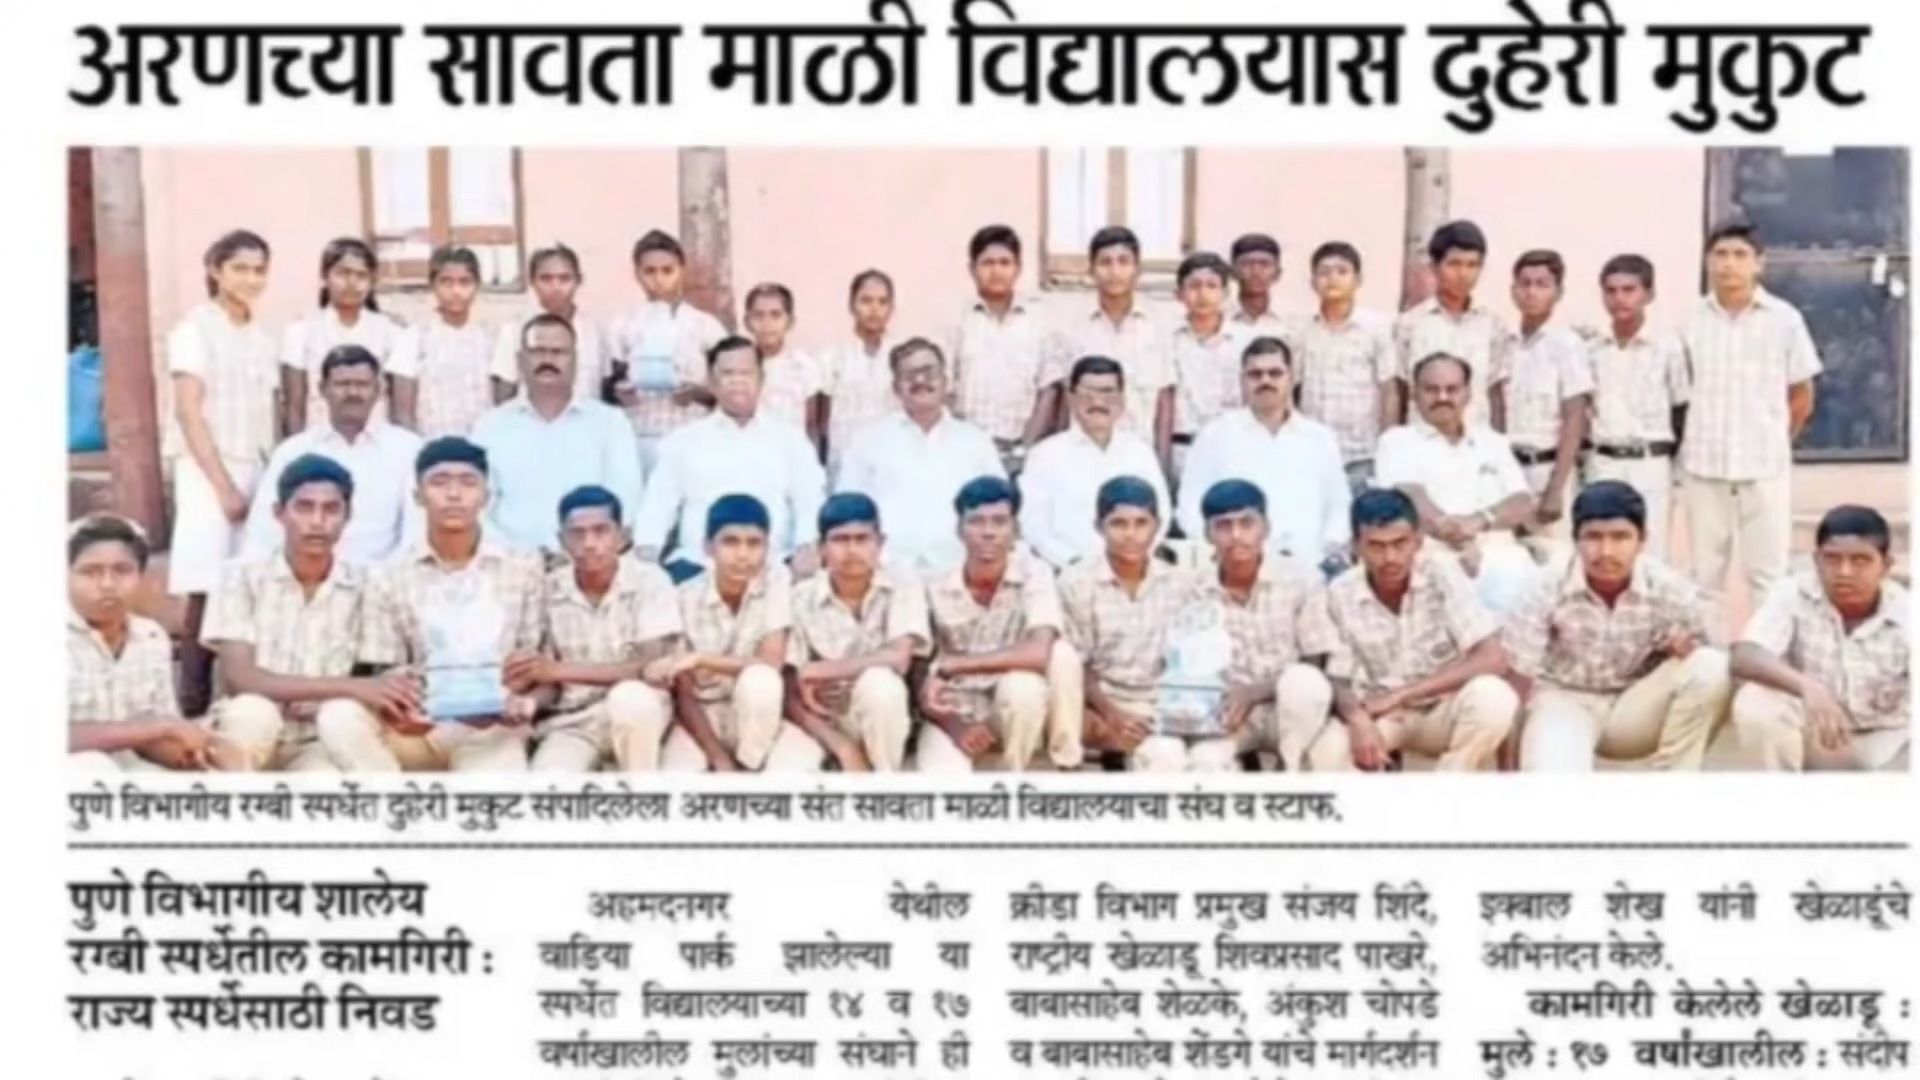 अरणच्या सावता माळी विद्यालयास दुहेरी मुकुट
पुणे विभागीय रग्बी स्पर्धेत दुहेरी मुकुट संपादिलेला अरणच्या संत सावता माळी विद्यालयाचा संघ व स्टाफ.
पुणे विभागीय शालेय
रग्बी स्पर्धेतील कामगिरी :
राज्य स्पर्धेसाठी निवड
अहमदनगर येथील
वाडिया पार्क झालेल्या या
स्पर्धेत विद्यालयाच्या १४ व १७
वर्षाखालील मुलांच्या संघाने ही
क्रीडा विभाग प्रमुख संजय शिंदे,
राष्ट्रीय खेळाडू शिवप्रसाद पाखरे,
बाबासाहेब शेळके, अंकुश चोपडे
व बाबासाहेब शेंडगे यांचे मार्गदर्शन
इक्बाल शेख यांनी खेळाडूंचे
अभिनंदन केले.
कामगिरी केलेले खेळाडू :
मुले : १७ वर्षांखालील : संदीप